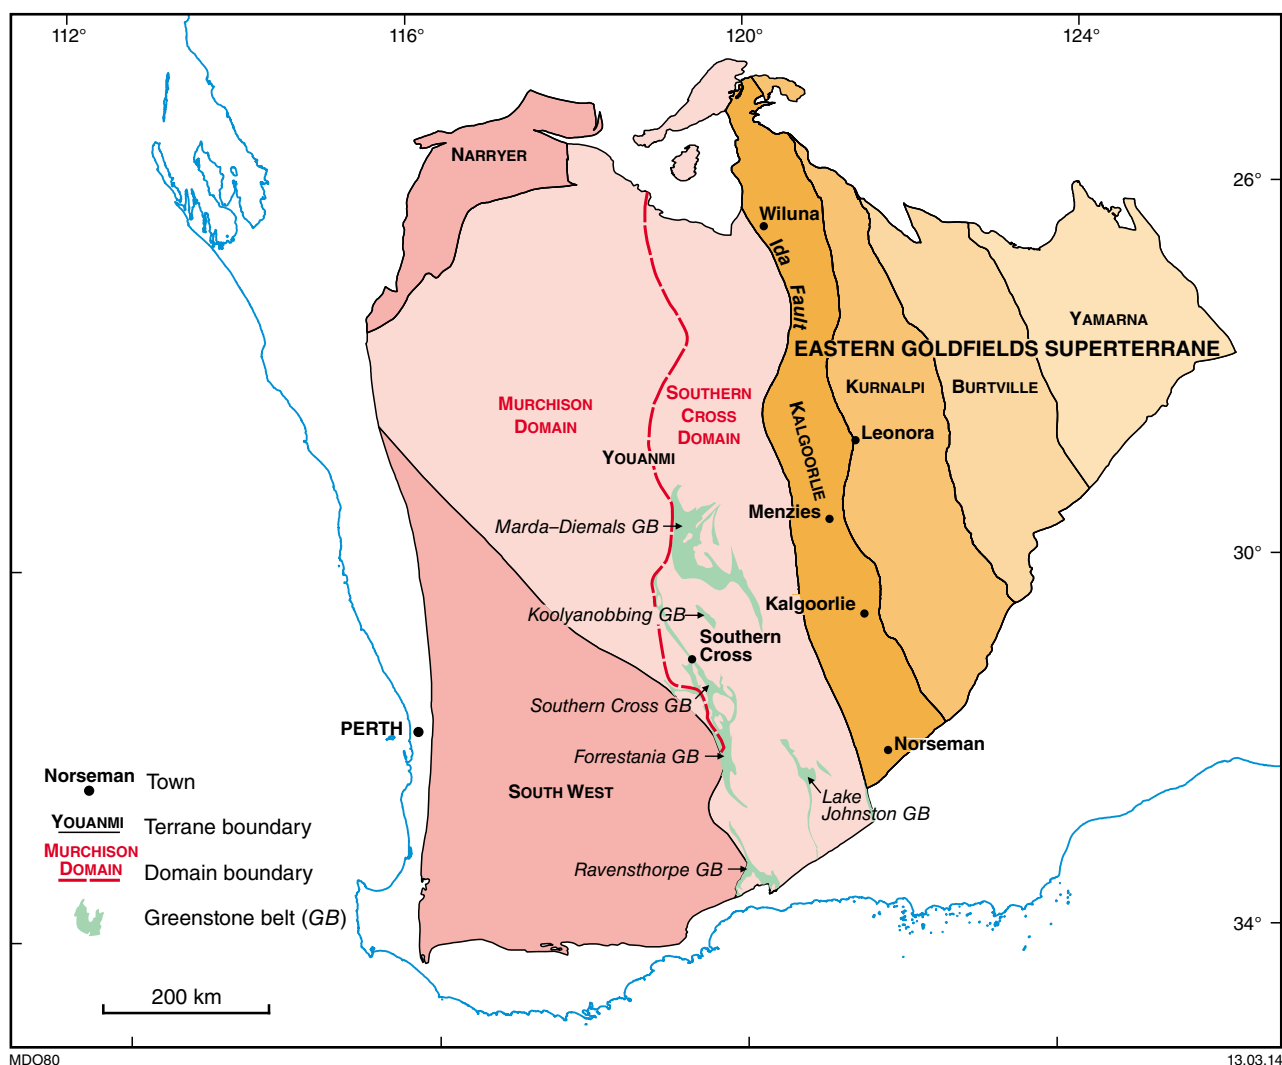 112°
116°
120°
124°
NARRYER
26°
Wiluna
Ida Fault
YAMARNA
EASTERN GOLDFIELDS SUPERTERRANE
KURNALPI
BURTVILLE
MURCHISON
DOMAIN
SOUTHERN
CROSS
DOMAIN
KALGOORLIE
Leonora
YOUANMI
Menzies
Marda–Diemals GB
30°
Kalgoorlie
Koolyanobbing GB
Southern
Cross
Southern Cross GB
PERTH
Norseman
Forrestania GB
SOUTH WEST
Lake
Johnston GB
Ravensthorpe GB
34°
Norseman
Town
YOUANMI
Terrane boundary
MURCHISON
DOMAIN
Domain boundary
Greenstone belt (GB)
200 km
MDO80
13.03.14